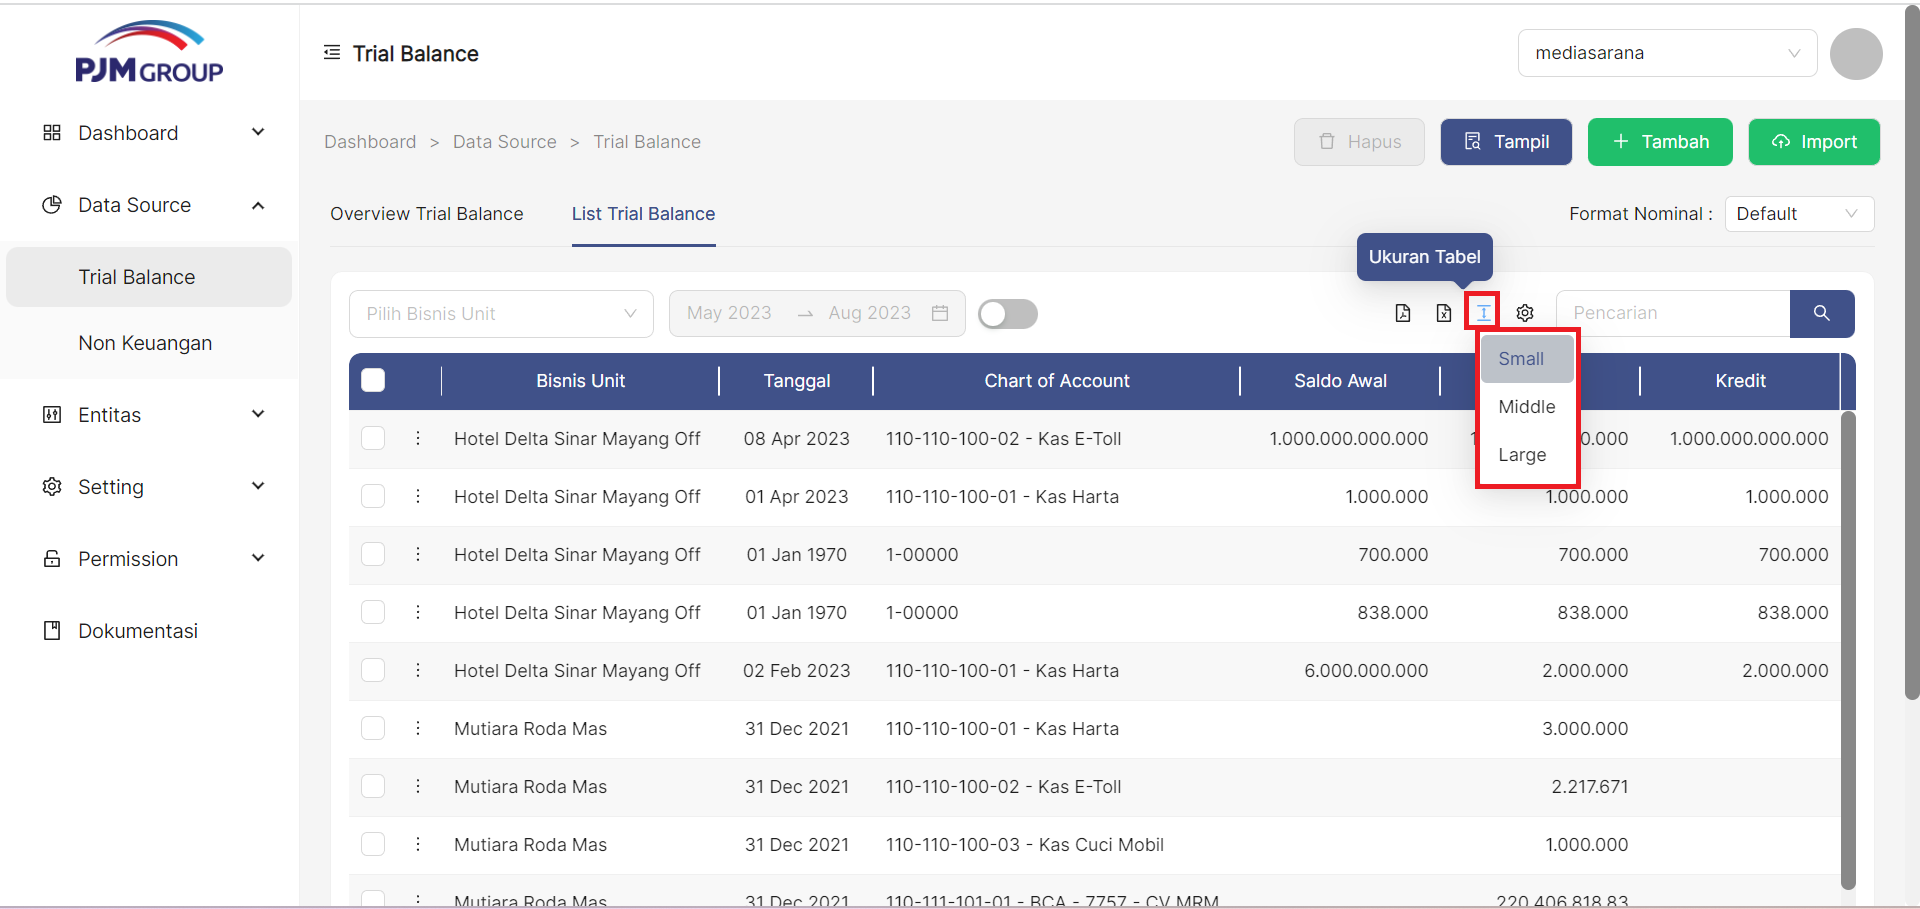 PJM GROUP
Trial Balance
mediasarana
Dashboard
Data Source
Trial Balance
Non Keuangan
Entitas
Setting
Permission
Dokumentasi
Dashboard > Data Source > Trial Balance
Hapus
Tampil
+ Tambah
Import
Overview Trial Balance
List Trial Balance
Format Nominal :
Default
Ukuran Tabel
Pilih Bisnis Unit
May 2023 → Aug 2023
Pencarian
Small
Middle
Large
Bisnis Unit Tanggal Chart of Account Saldo Awal Kredit
Hotel Delta Sinar Mayang Off 08 Apr 2023 110-110-100-02 - Kas E-Toll 1.000.000.000.000 1.000.000.000.000
Hotel Delta Sinar Mayang Off 01 Apr 2023 110-110-100-01 - Kas Harta 1.000.000 1.000.000 1.000.000
Hotel Delta Sinar Mayang Off 01 Jan 1970 1-00000 700.000 700.000 700.000
Hotel Delta Sinar Mayang Off 01 Jan 1970 1-00000 838.000 838.000 838.000
Hotel Delta Sinar Mayang Off 02 Feb 2023 110-110-100-01 - Kas Harta 6.000.000.000 2.000.000 2.000.000
Mutiara Roda Mas 31 Dec 2021 110-110-100-01 - Kas Harta 3.000.000
Mutiara Roda Mas 31 Dec 2021 110-110-100-02 - Kas E-Toll 2.217.671
Mutiara Roda Mas 31 Dec 2021 110-110-100-03 - Kas Cuci Mobil 1.000.000
Mutiara Roda Mas 31 Dec 2021 110-111-101-01 - BCA - 7757 - CV MRM 220.406.818,83